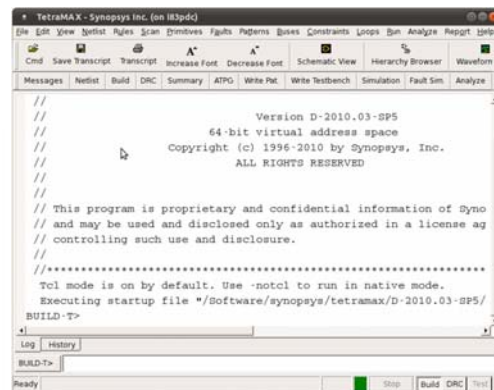 TetraMAX - Synopsys Inc. (on l83pdc)
File Edit View Netlist Rules Scan Primitives Faults Patterns Buses Constraints Loops Run Analyze Report Help
Cmd Save Transcript Transcript Increase Font Decrease Font Schematic View Hierarchy Browser Waveform
Messages Netlist Build DRC Summary ATPG Write Pat. Write Testbench Simulation Fault Sim. Analyze
//
// Version D-2010.03-SP5
// 64-bit virtual address space
// Copyright (c) 1996-2010 by Synopsys, Inc.
// ALL RIGHTS RESERVED
//
//
// This program is proprietary and confidential information of Syno
// and may be used and disclosed only as authorized in a license ag
// controlling such use and disclosure.
//
//*****************************************************************
Tcl mode is on by default. Use -notcl to run in native mode.
Executing startup file "/Software/synopsys/tetramax/D-2010.03-SP5/
BUILD-T>
Log History
BUILD-T>
Ready Stop Build DRC Test